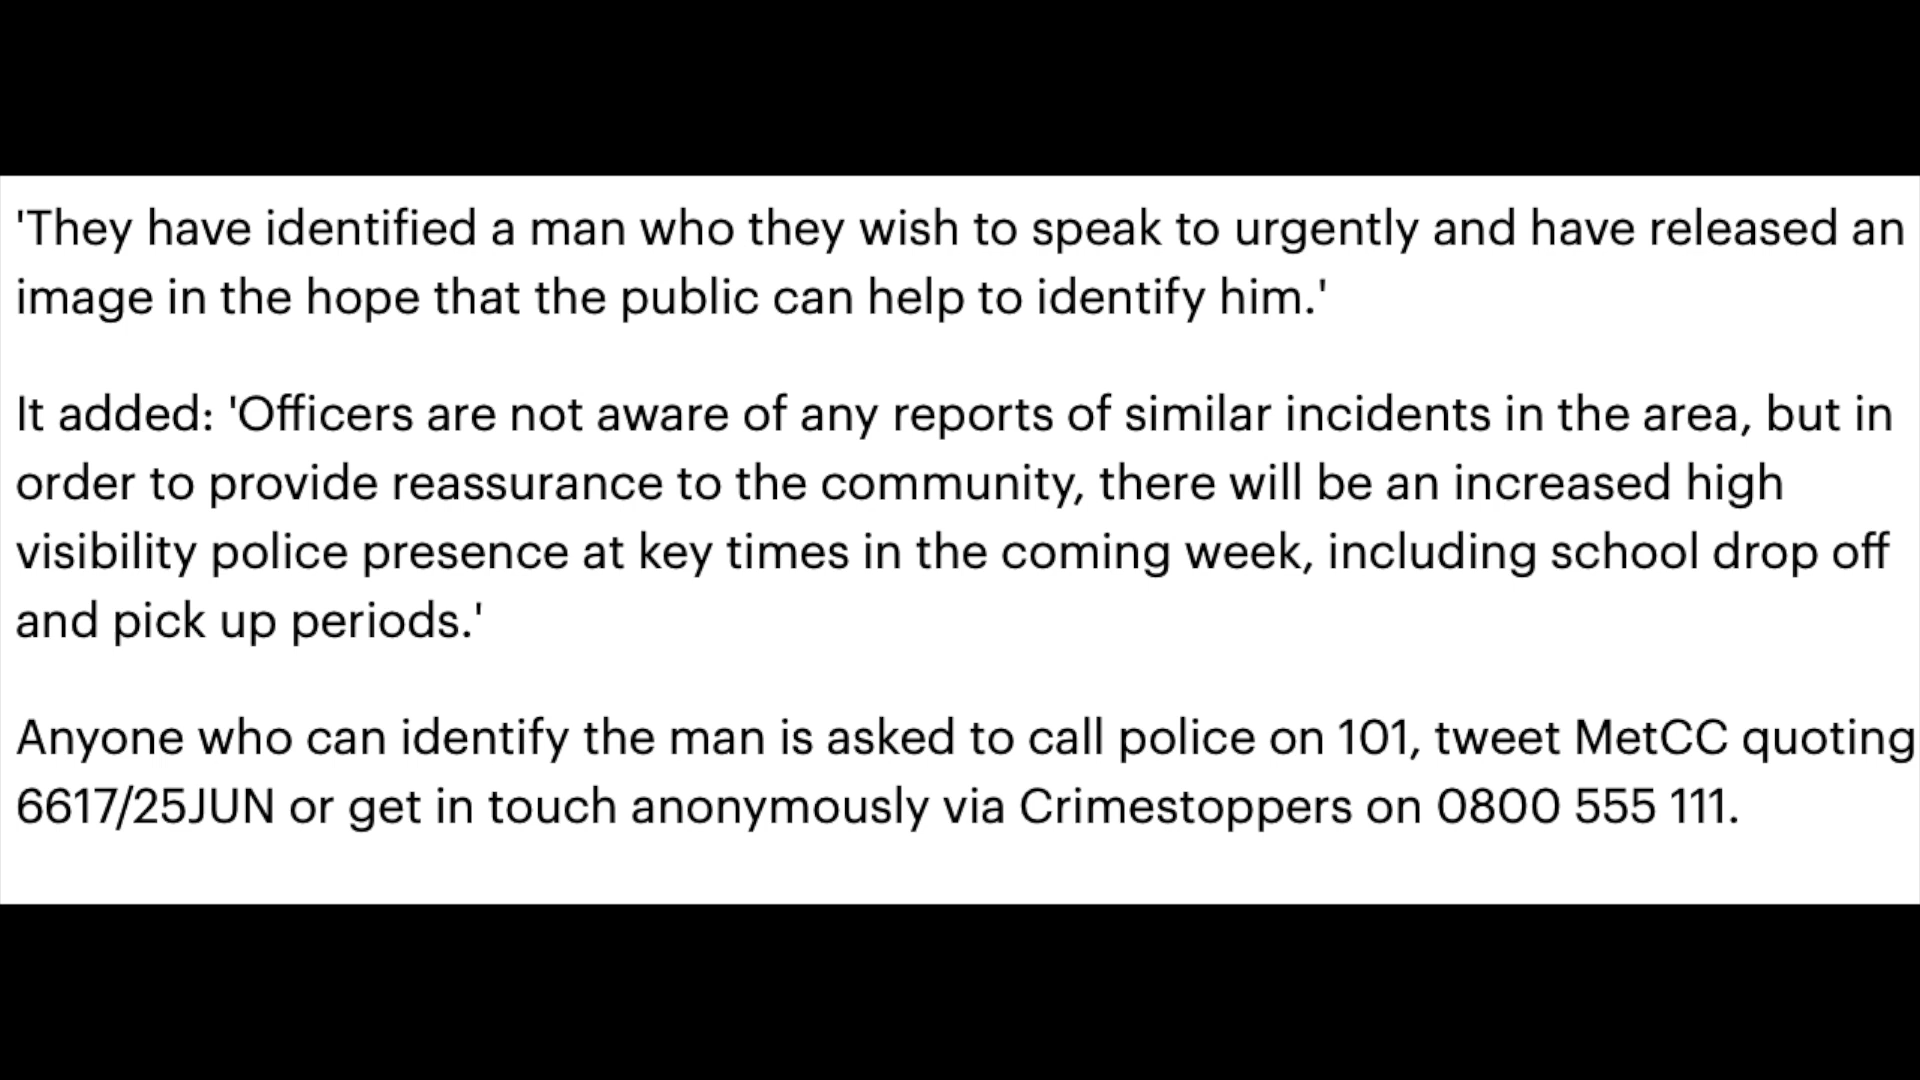 'They have identified a man who they wish to speak to urgently and have released an
image in the hope that the public can help to identify him.'
It added: 'Officers are not aware of any reports of similar incidents in the area, but in
order to provide reassurance to the community, there will be an increased high
visibility police presence at key times in the coming week, including school drop off
and pick up periods.'
Anyone who can identify the man is asked to call police on 101, tweet MetCC quoting
6617/25JUN or get in touch anonymously via Crimestoppers on 0800 555 111.